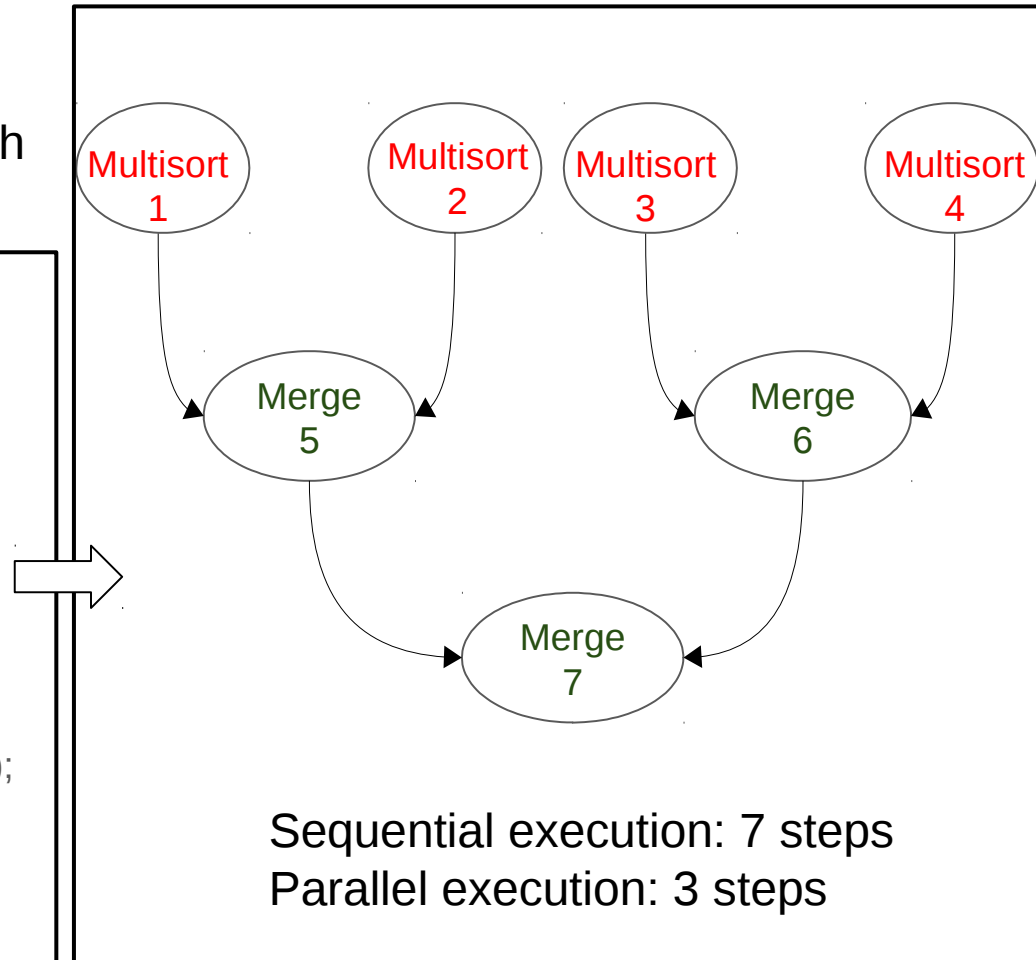 h
Multisort
1
Multisort
2
Multisort
3
Multisort
4
Merge
5
Merge
6
Merge
7
);
Sequential execution: 7 steps
Parallel execution: 3 steps